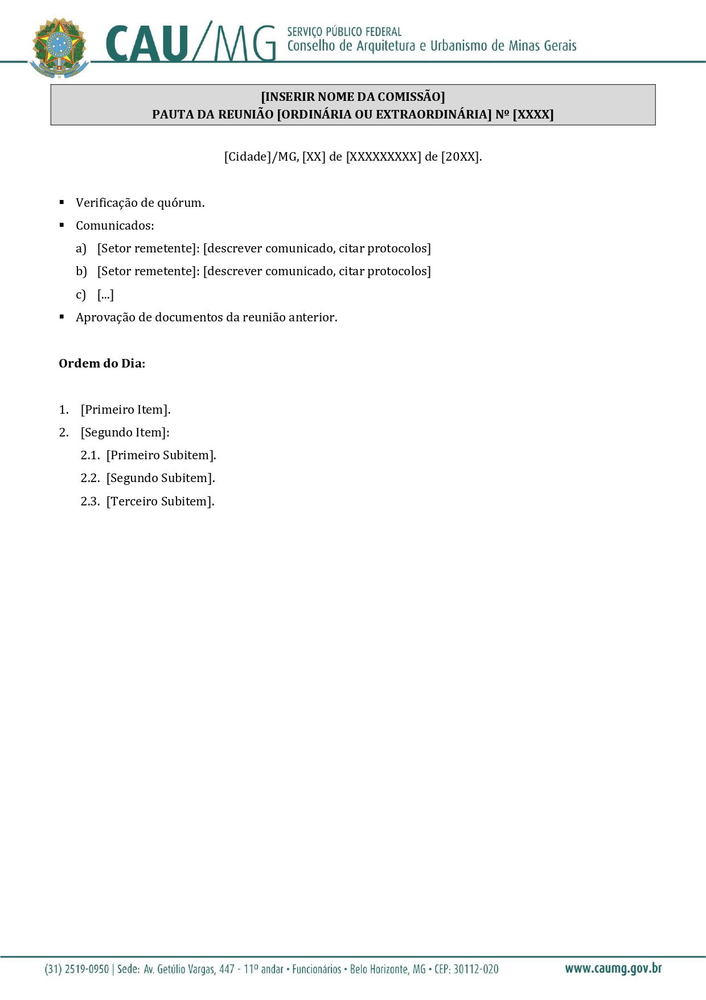 CAU/MG
SERVIÇO PÚBLICO FEDERAL
Conselho de Arquitetura e Urbanismo de Minas Gerais
[INSERIR NOME DA COMISSÃO]
PAUTA DA REUNIÃO [ORDINÁRIA OU EXTRAORDINÁRIA] Nº [XXXX]
[Cidade]/MG, [XX] de [XXXXXXXXX] de [20XX].
▪ Verificação de quórum.
▪ Comunicados:
a) [Setor remetente]: [descrever comunicado, citar protocolos]
b) [Setor remetente]: [descrever comunicado, citar protocolos]
c) [...]
▪ Aprovação de documentos da reunião anterior.
Ordem do Dia:
1. [Primeiro Item].
2. [Segundo Item]:
2.1. [Primeiro Subitem].
2.2. [Segundo Subitem].
2.3. [Terceiro Subitem].
(31) 2519-0950 | Sede: Av. Getúlio Vargas, 447 - 11º andar • Funcionários • Belo Horizonte, MG • CEP: 30112-020 www.caumg.gov.br